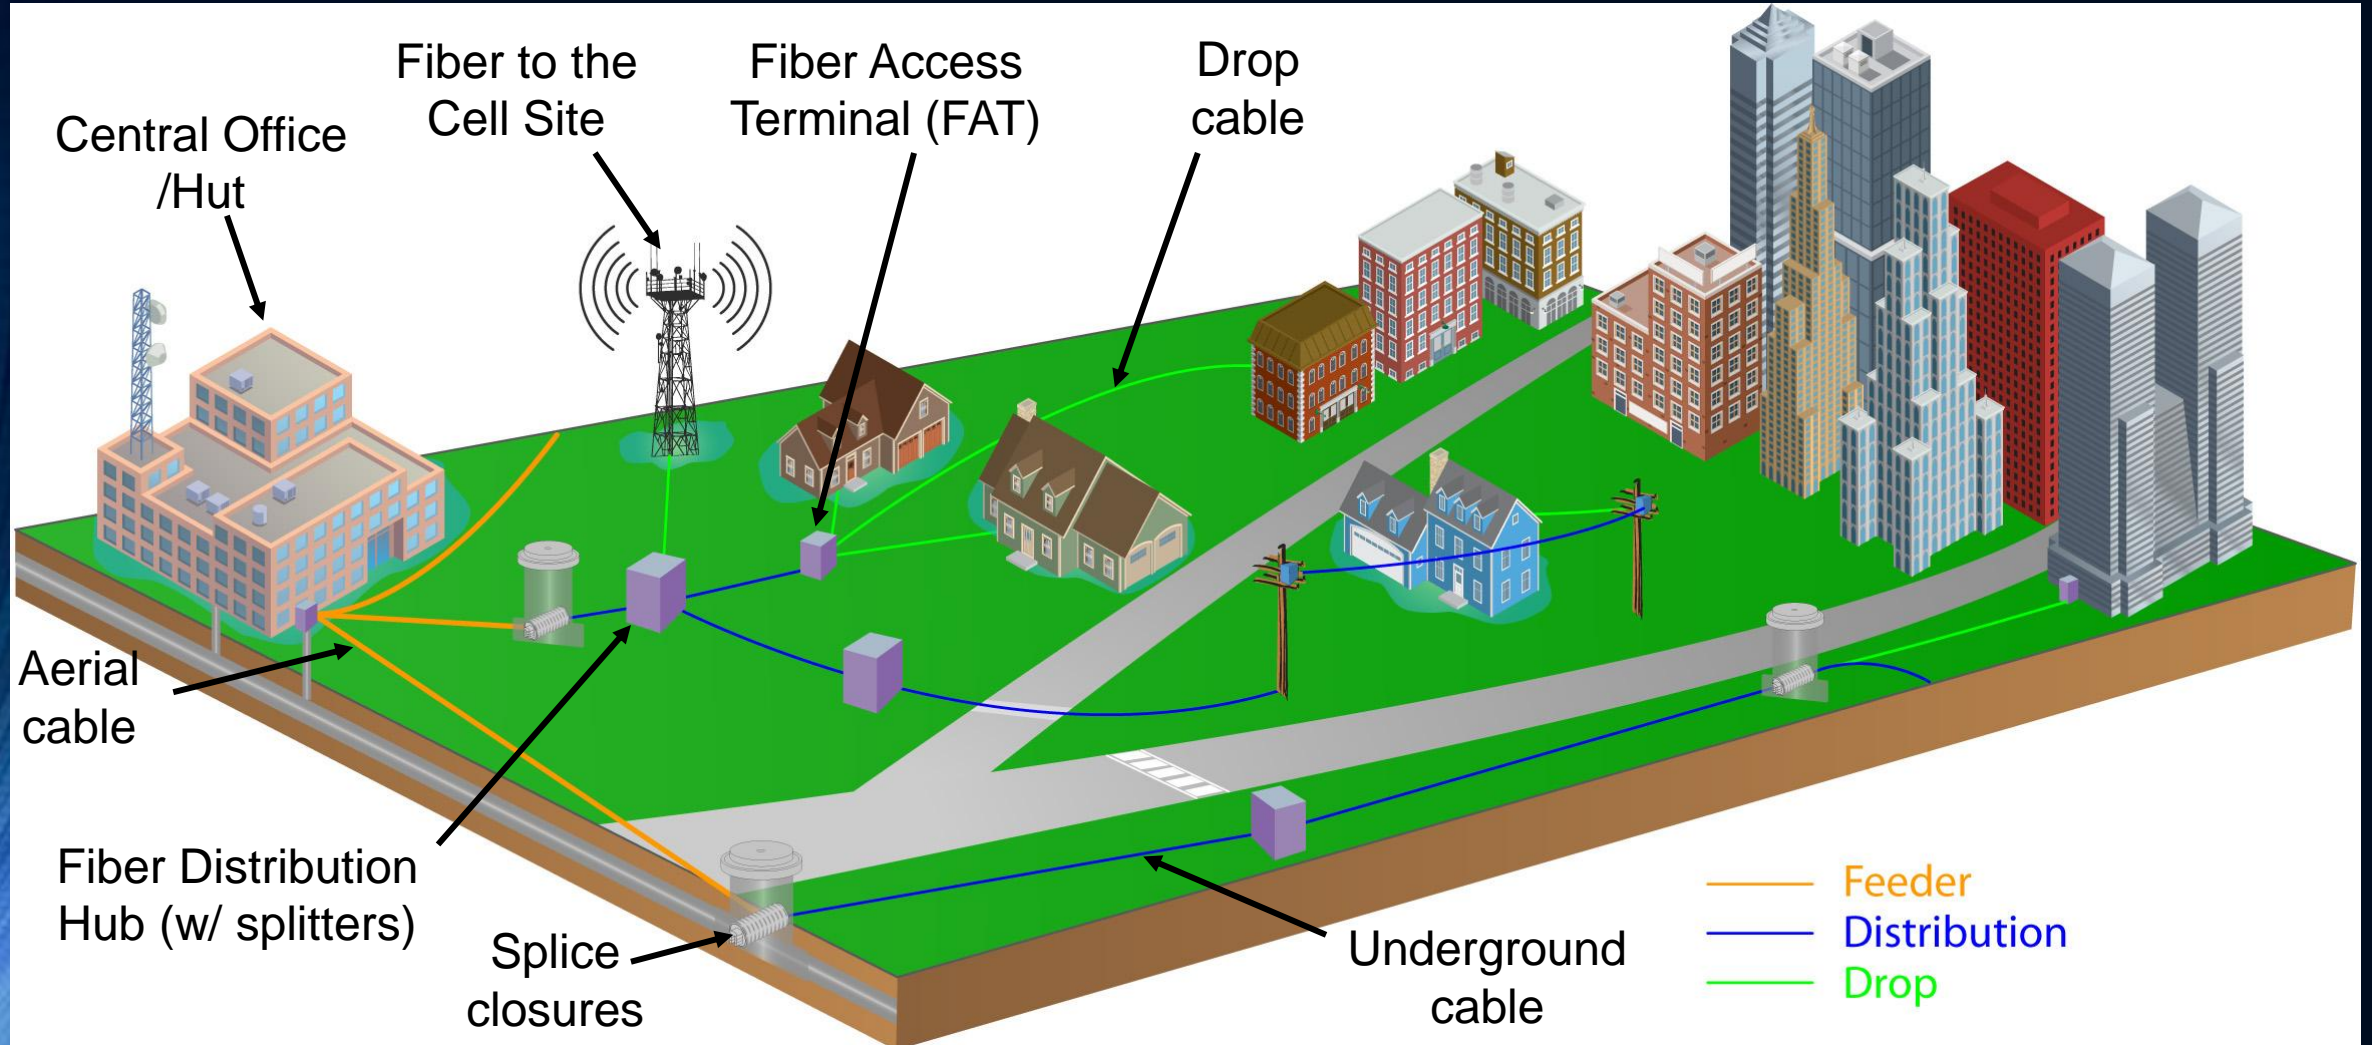 Central Office
/Hut
Fiber to the
Cell Site
Fiber Access
Terminal (FAT)
Drop
cable
Aerial
cable
Fiber Distribution
Hub (w/ splitters)
Splice
closures
Underground
cable
Feeder
Distribution
Drop